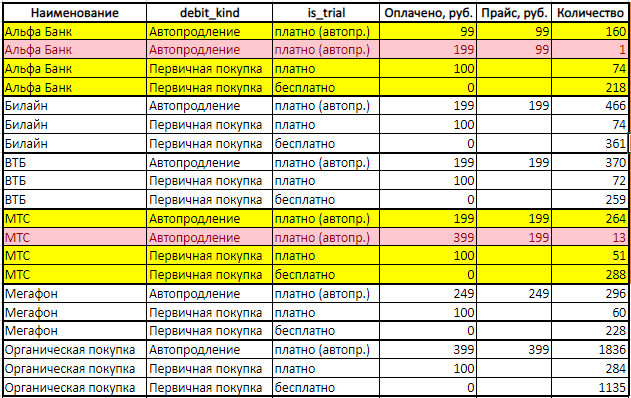 Наименование debit_kind is_trial Оплачено, руб. Прайс, руб. Количество
Альфа Банк Автопродление платно (автопр.) 99 99 160
Альфа Банк Автопродление платно (автопр.) 199 99 1
Альфа Банк Первичная покупка платно 100 74
Альфа Банк Первичная покупка бесплатно 0 218
Билайн Автопродление платно (автопр.) 199 199 466
Билайн Первичная покупка платно 100 74
Билайн Первичная покупка бесплатно 0 361
ВТБ Автопродление платно (автопр.) 199 199 370
ВТБ Первичная покупка платно 100 72
ВТБ Первичная покупка бесплатно 0 259
МТС Автопродление платно (автопр.) 199 199 264
МТС Автопродление платно (автопр.) 399 199 13
МТС Первичная покупка платно 100 51
МТС Первичная покупка бесплатно 0 288
Мегафон Автопродление платно (автопр.) 249 249 296
Мегафон Первичная покупка платно 100 60
Мегафон Первичная покупка бесплатно 0 228
Органическая покупка Автопродление платно (автопр.) 399 399 1836
Органическая покупка Первичная покупка платно 100 284
Органическая покупка Первичная покупка бесплатно 0 1135